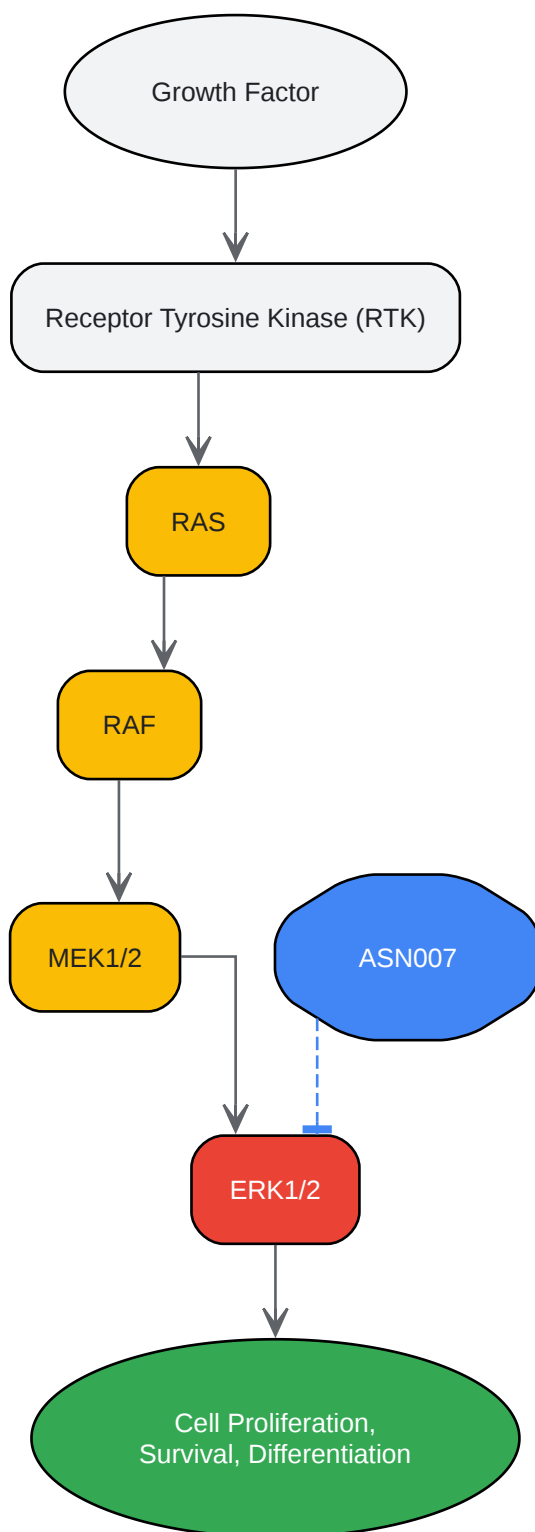 Growth Factor
Receptor Tyrosine Kinase (RTK)
RAS
RAF
MEK1/2
ASN007
ERK1/2
Cell Proliferation,
Survival, Differentiation